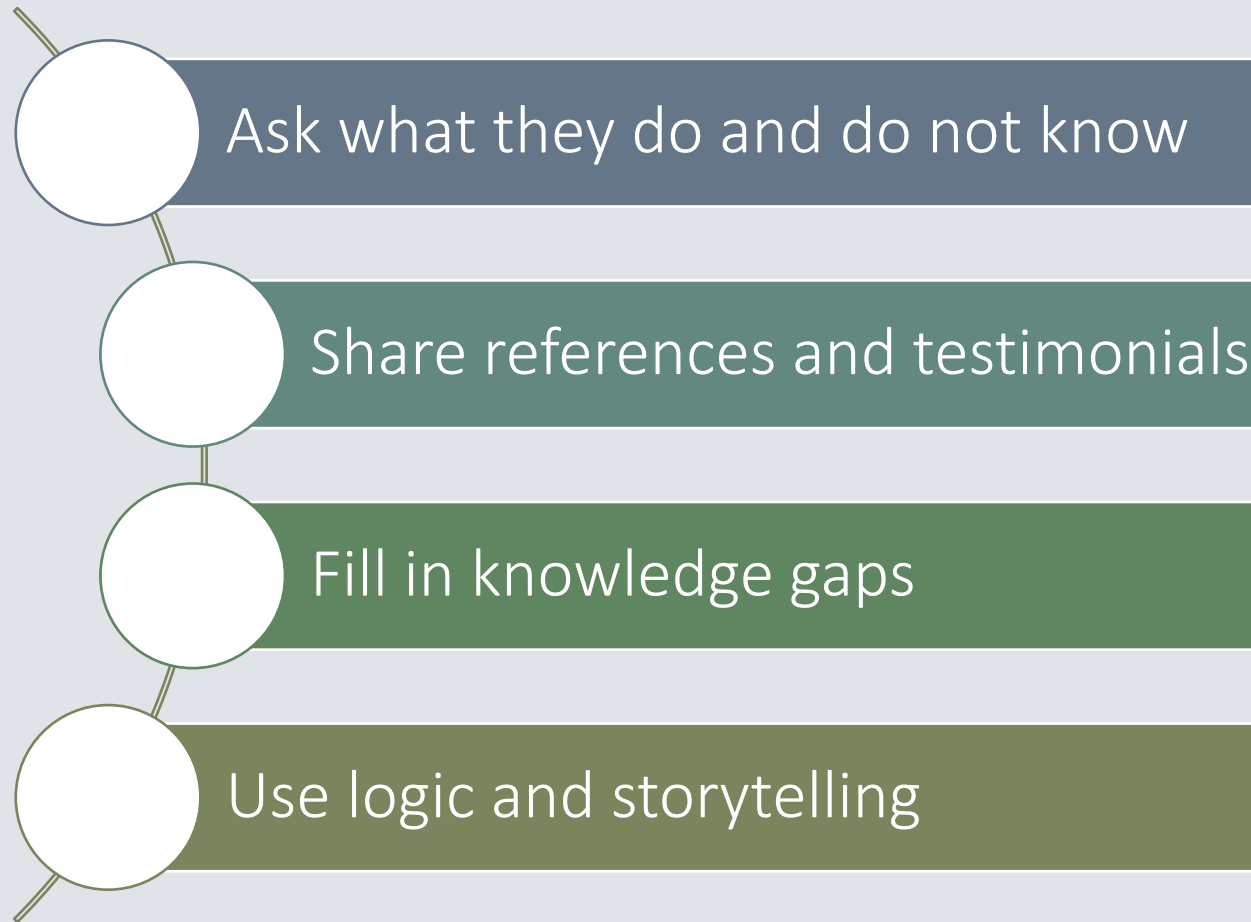 Ask what they do and do not know
Share references and testimonials
Fill in knowledge gaps
Use logic and storytelling